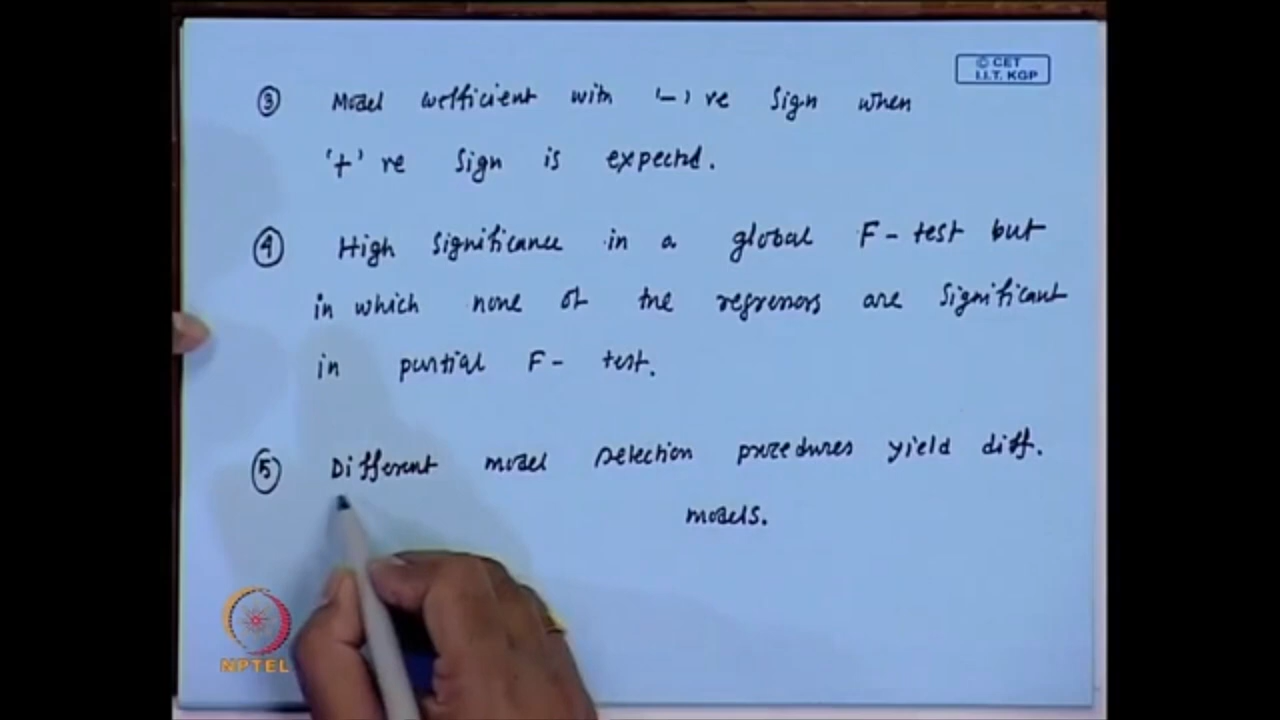 © CET
I.I.T. KGP
③ Model coefficient with '-'ve sign when
'+'re sign is expected.
④ High significance in a global F-test but
in which none of the regressors are significant
in partial F- test.
⑤ Different model selection procedures yield diff.
models.
NPTEL